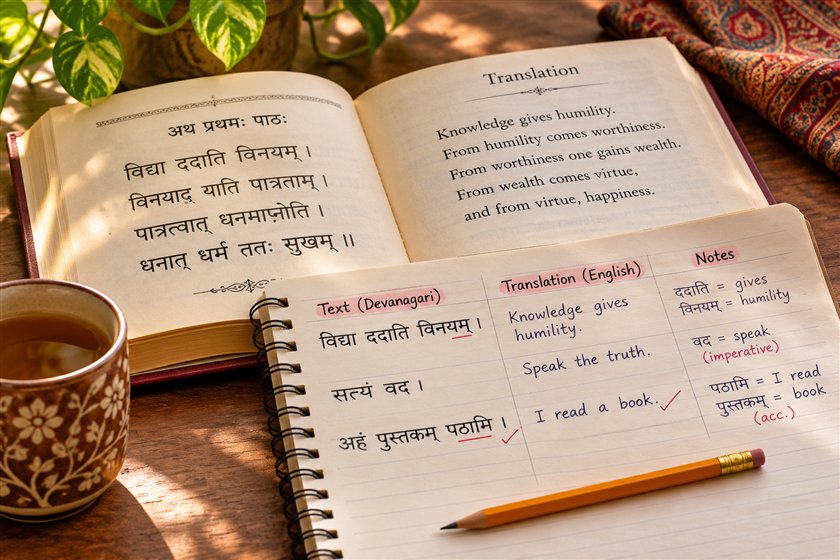 अथ प्रथमः पाठः
विद्या ददाति विनयम् ।
विनयाद् याति पात्रताम् ।
पात्रत्वात् धनमाप्नोति ।
धनात् धर्म ततः सुखम् ॥
Translation
Knowledge gives humility.
From humility comes worthiness.
From worthiness one gains wealth.
From wealth comes virtue,
and from virtue, happiness.
Text (Devanagari)
Translation (English)
Notes
विद्या ददाति विनयम् ।
Knowledge gives
humility.
ददाति = gives
विनयम् = humility
सत्यं वद ।
Speak the truth.
वद = speak
(imperative)
अहं पुस्तकम् पठामि ।
I read a book.
पठामि = I read
पुस्तकम् = book
(acc.)